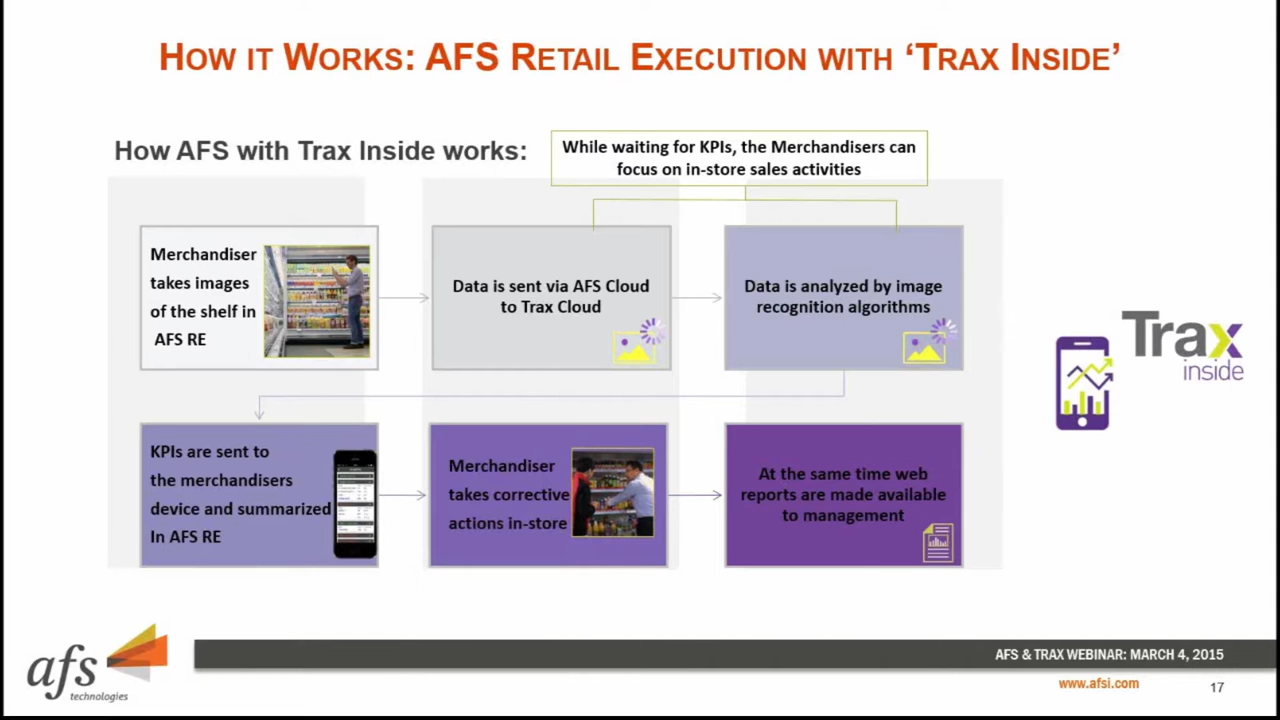 HOW IT WORKS: AFS RETAIL EXECUTION WITH ‘TRAX INSIDE’
How AFS with Trax Inside works:
While waiting for KPIs, the Merchandisers can
focus on in-store sales activities
Merchandiser
takes images
of the shelf in
AFS RE
Data is sent via AFS Cloud
to Trax Cloud
Data is analyzed by image
recognition algorithms
Trax
inside
KPIs are sent to
the merchandisers
device and summarized
In AFS RE
Merchandiser
takes corrective
actions in-store
At the same time web
reports are made available
to management
afs
technologies
AFS & TRAX WEBINAR: MARCH 4, 2015
www.afsi.com
17